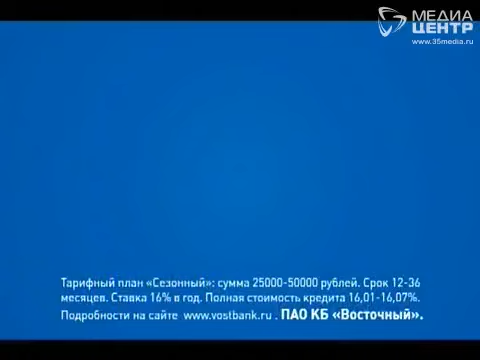 МЕДИА
ЦЕНТР
www.35media.ru
Тарифный план «Сезонный»: сумма 25000-50000 рублей. Срок 12-36
месяцев. Ставка 16% в год. Полная стоимость кредита 16,01-16,07%.
Подробности на сайте www.vostbank.ru . ПАО КБ «Восточный».